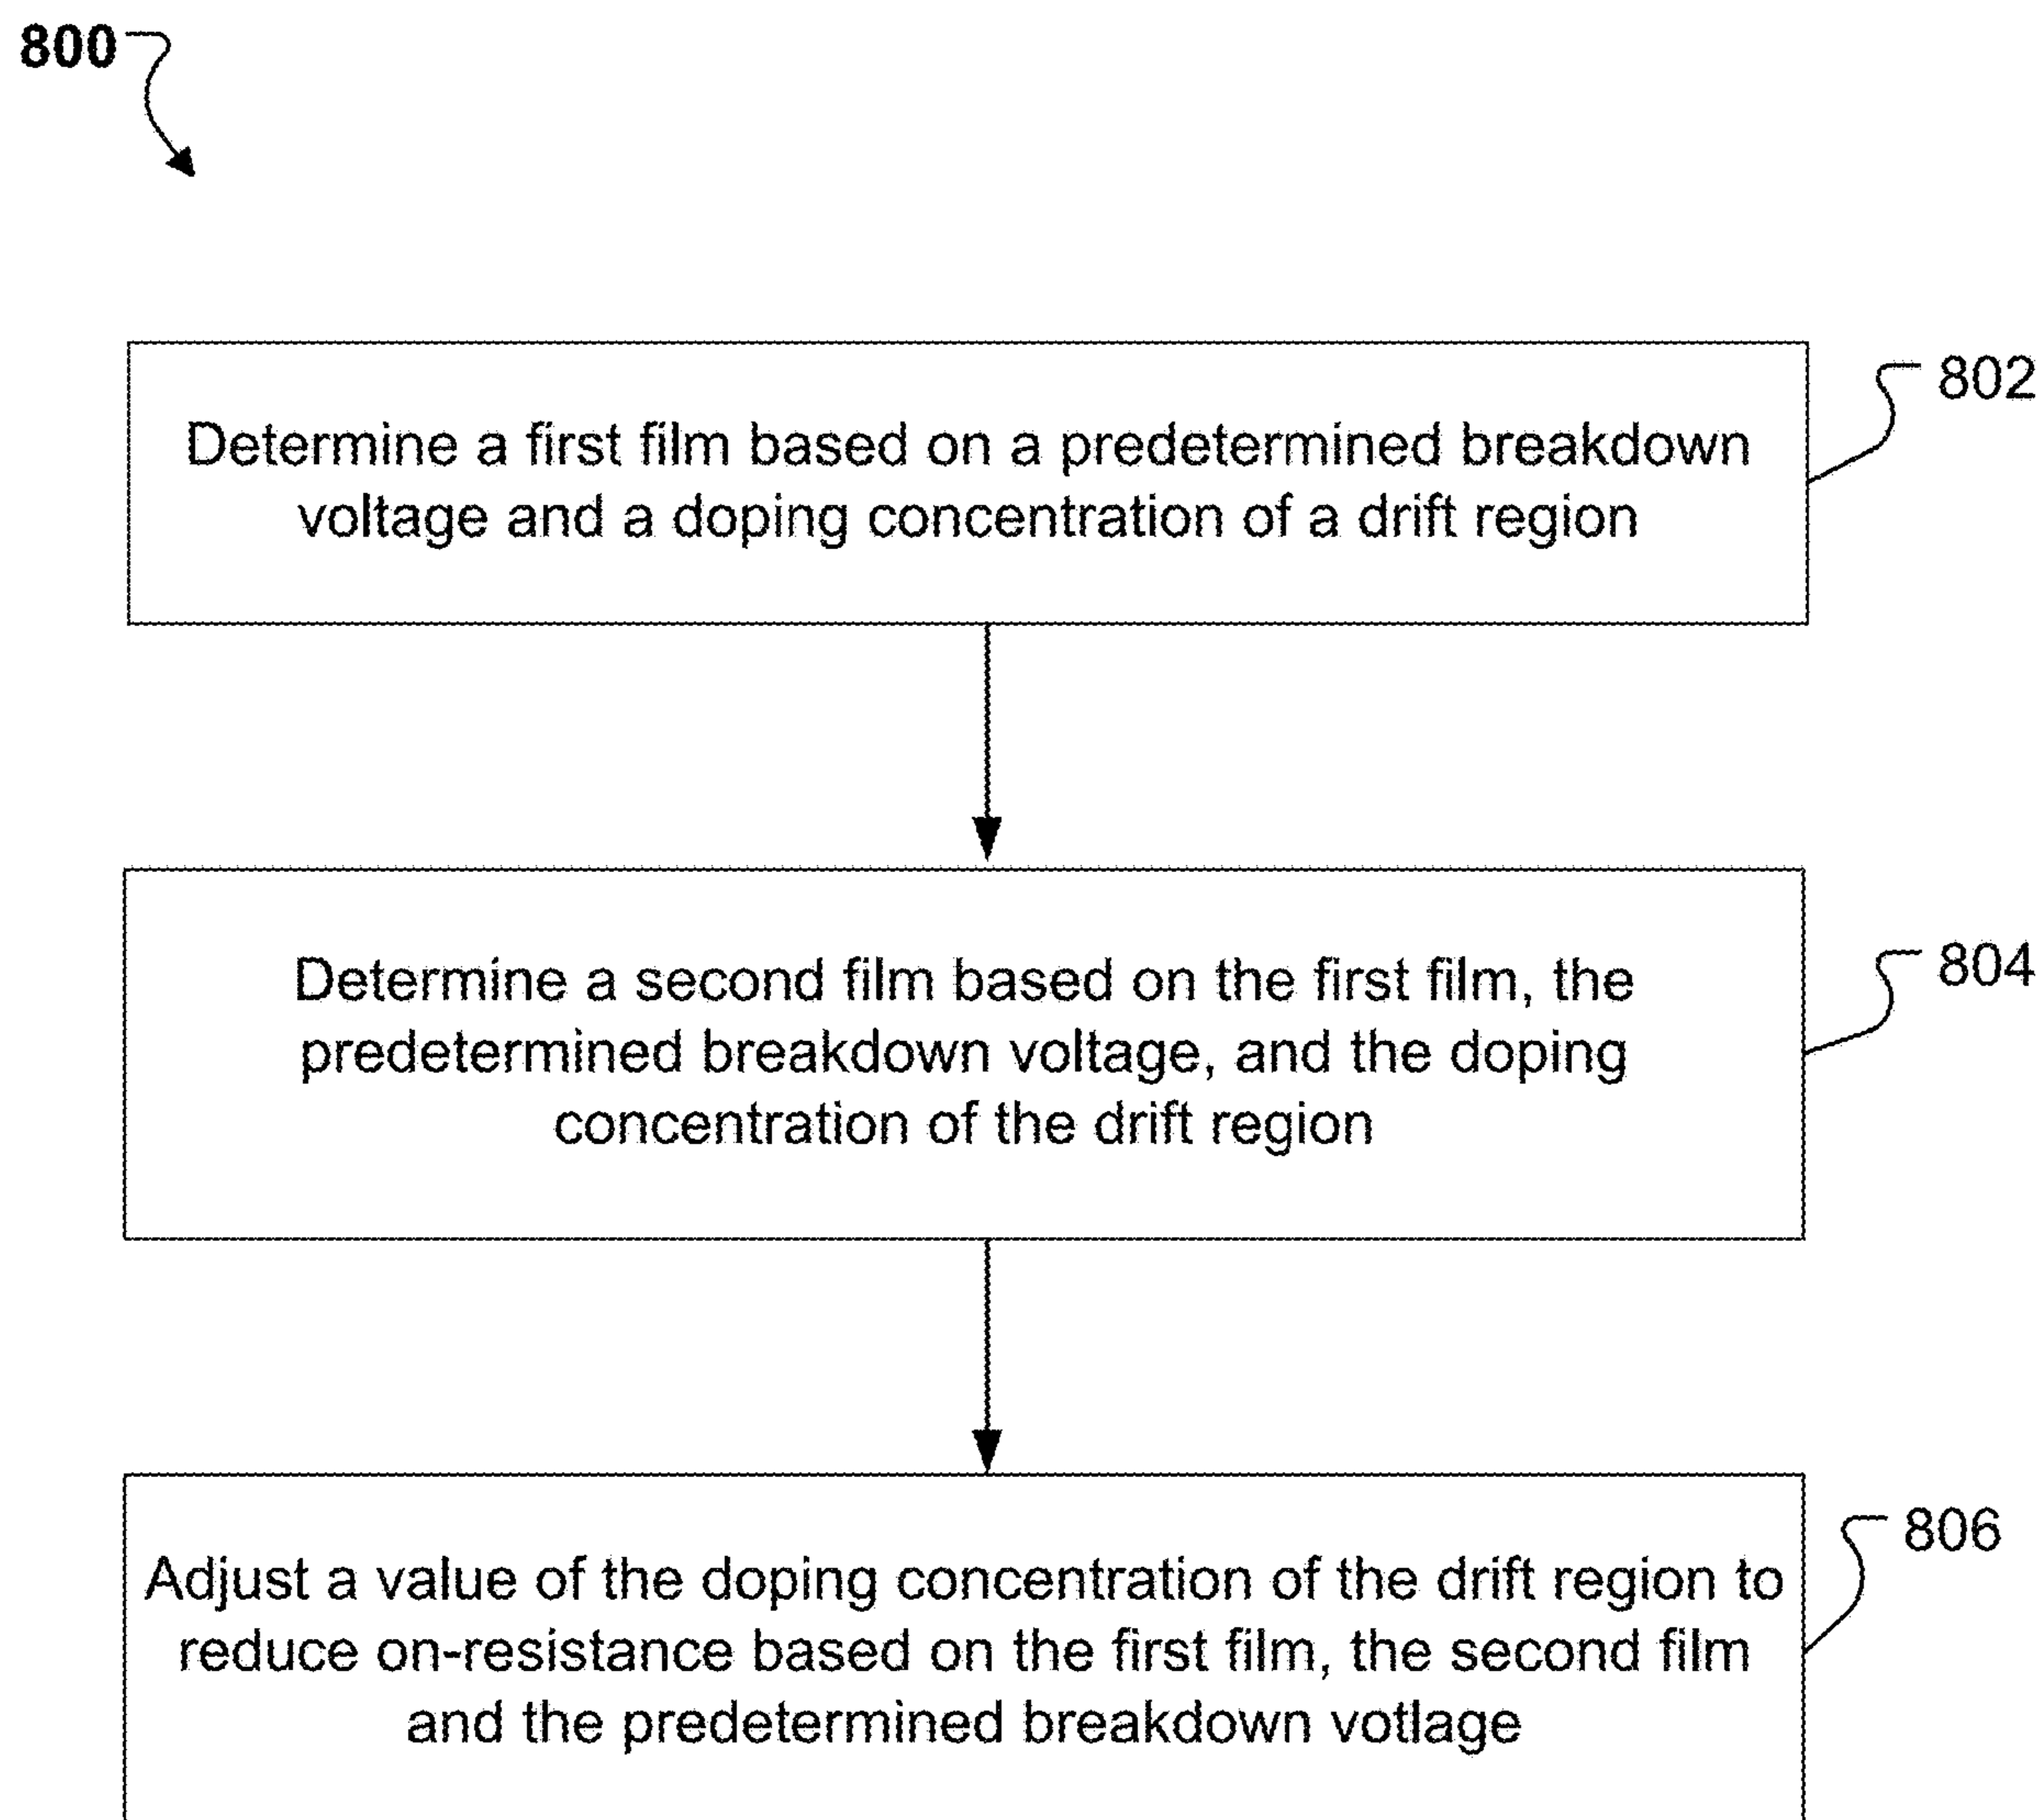 800
802
Determine a first film based on a predetermined breakdown
voltage and a doping concentration of a drift region
804
Determine a second film based on the first film, the
predetermined breakdown voltage, and the doping
concentration of the drift region
806
Adjust a value of the doping concentration of the drift region to
reduce on-resistance based on the first film, the second film
and the predetermined breakdown votlage